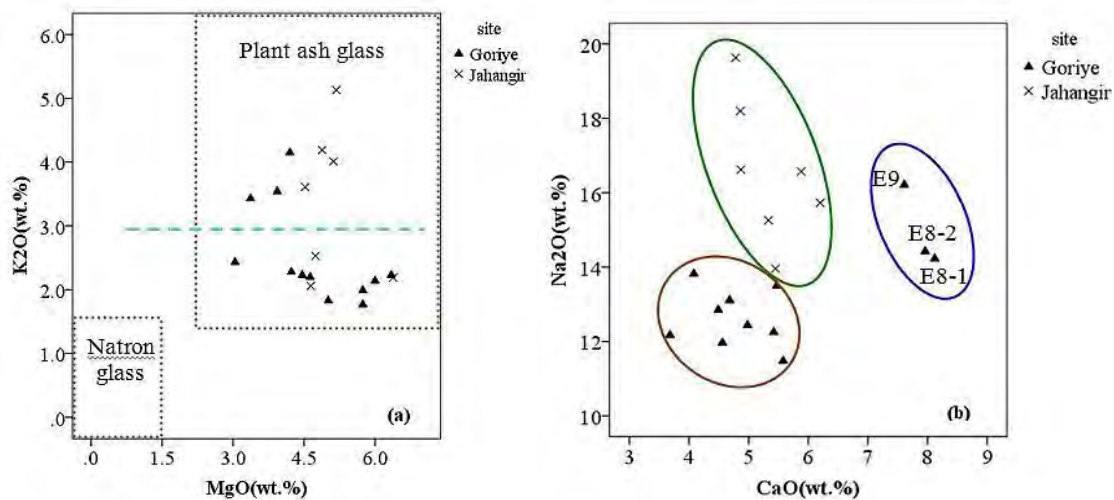 site
Goriye
Jahangir
Plant ash glass
Natron
glass
(a)
K2O(wt.%)
6.0
5.0
4.0
3.0
2.0
1.0
.0
.0
1.5
3.0
4.5
6.0
MgO(wt.%)
site
Goriye
Jahangir
E9
E8-2
E8-1
(b)
Na2O(wt.%)
20
18
16
14
12
10
3
4
5
6
7
8
9
CaO(wt.%)